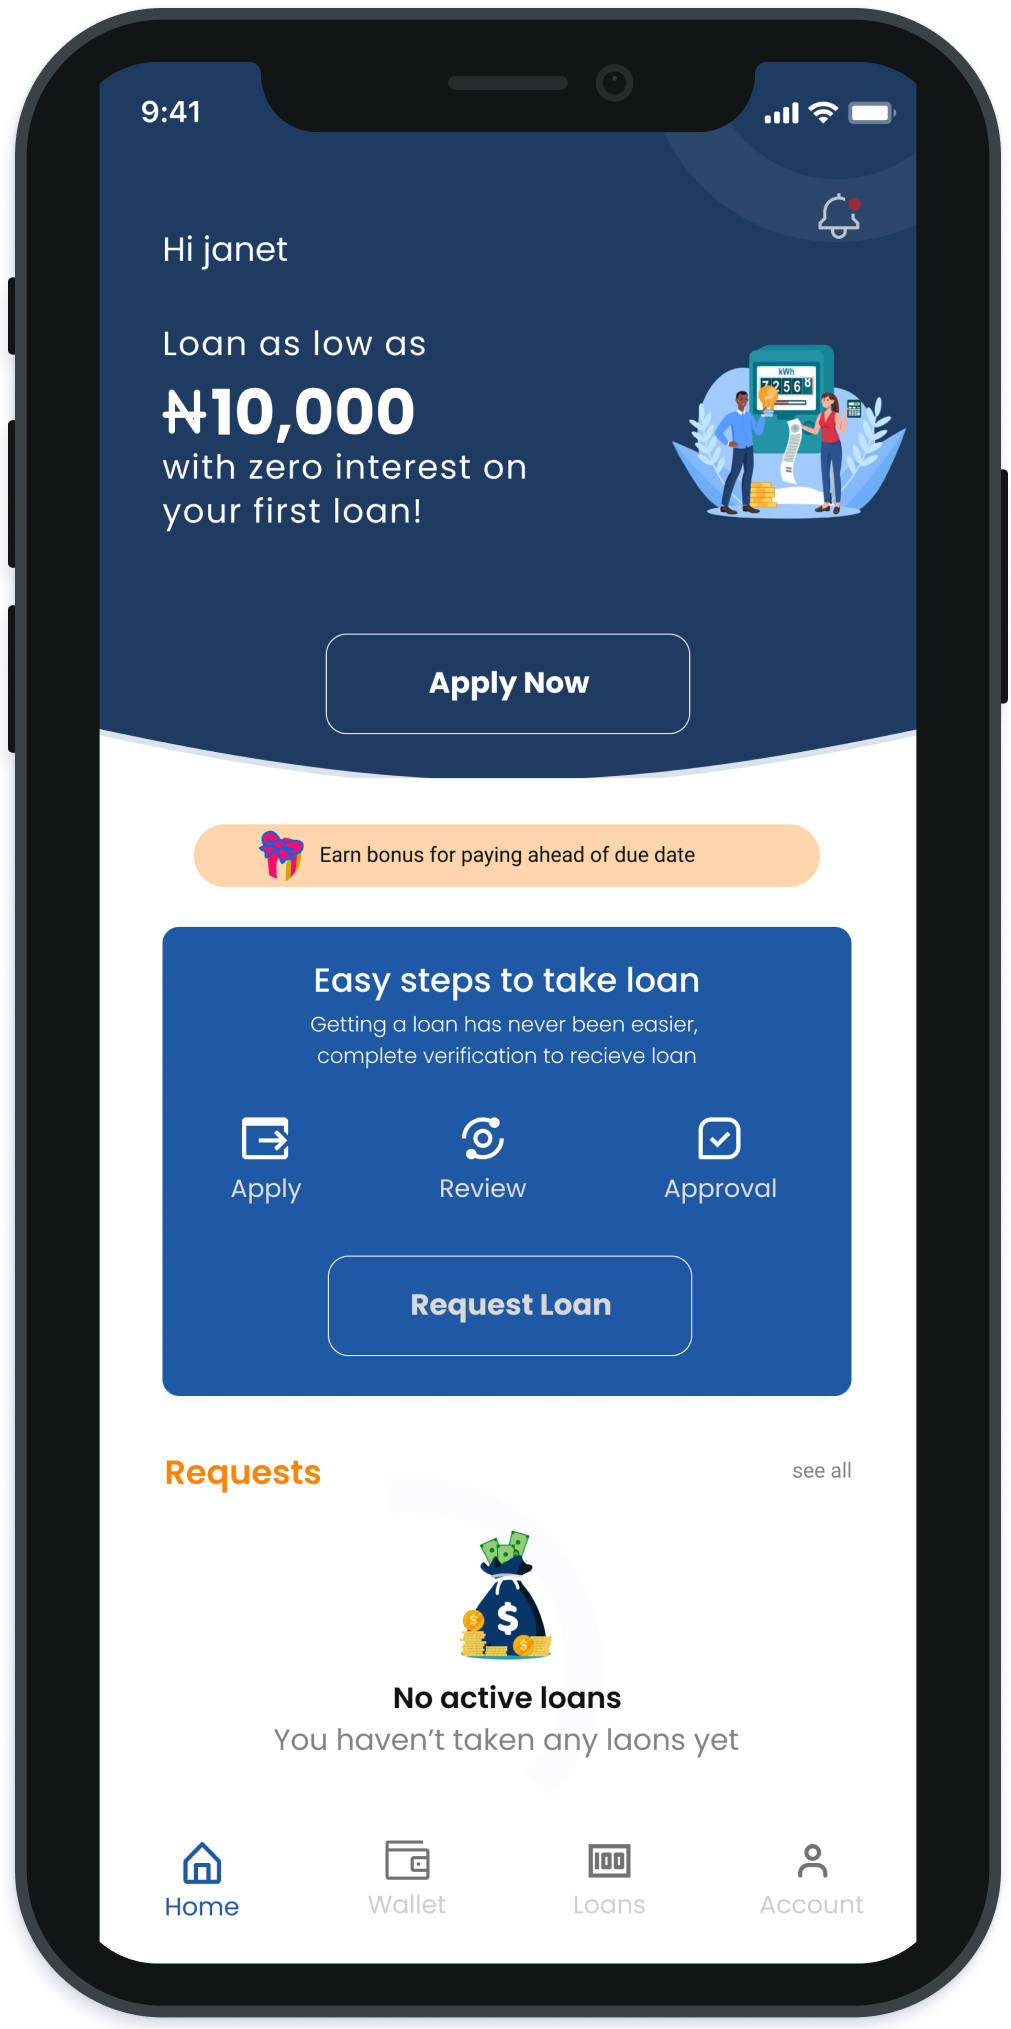 9:41
Hi janet
Loan as low as
₦10,000
with zero interest on
your first loan!
kWh
72568
Apply Now
Earn bonus for paying ahead of due date
Easy steps to take loan
Getting a loan has never been easier,
complete verification to recieve loan
Apply Review Approval
Request Loan
Requests see all
$
$ $
No active loans
You haven’t taken any laons yet
100
Home Wallet Loans Account